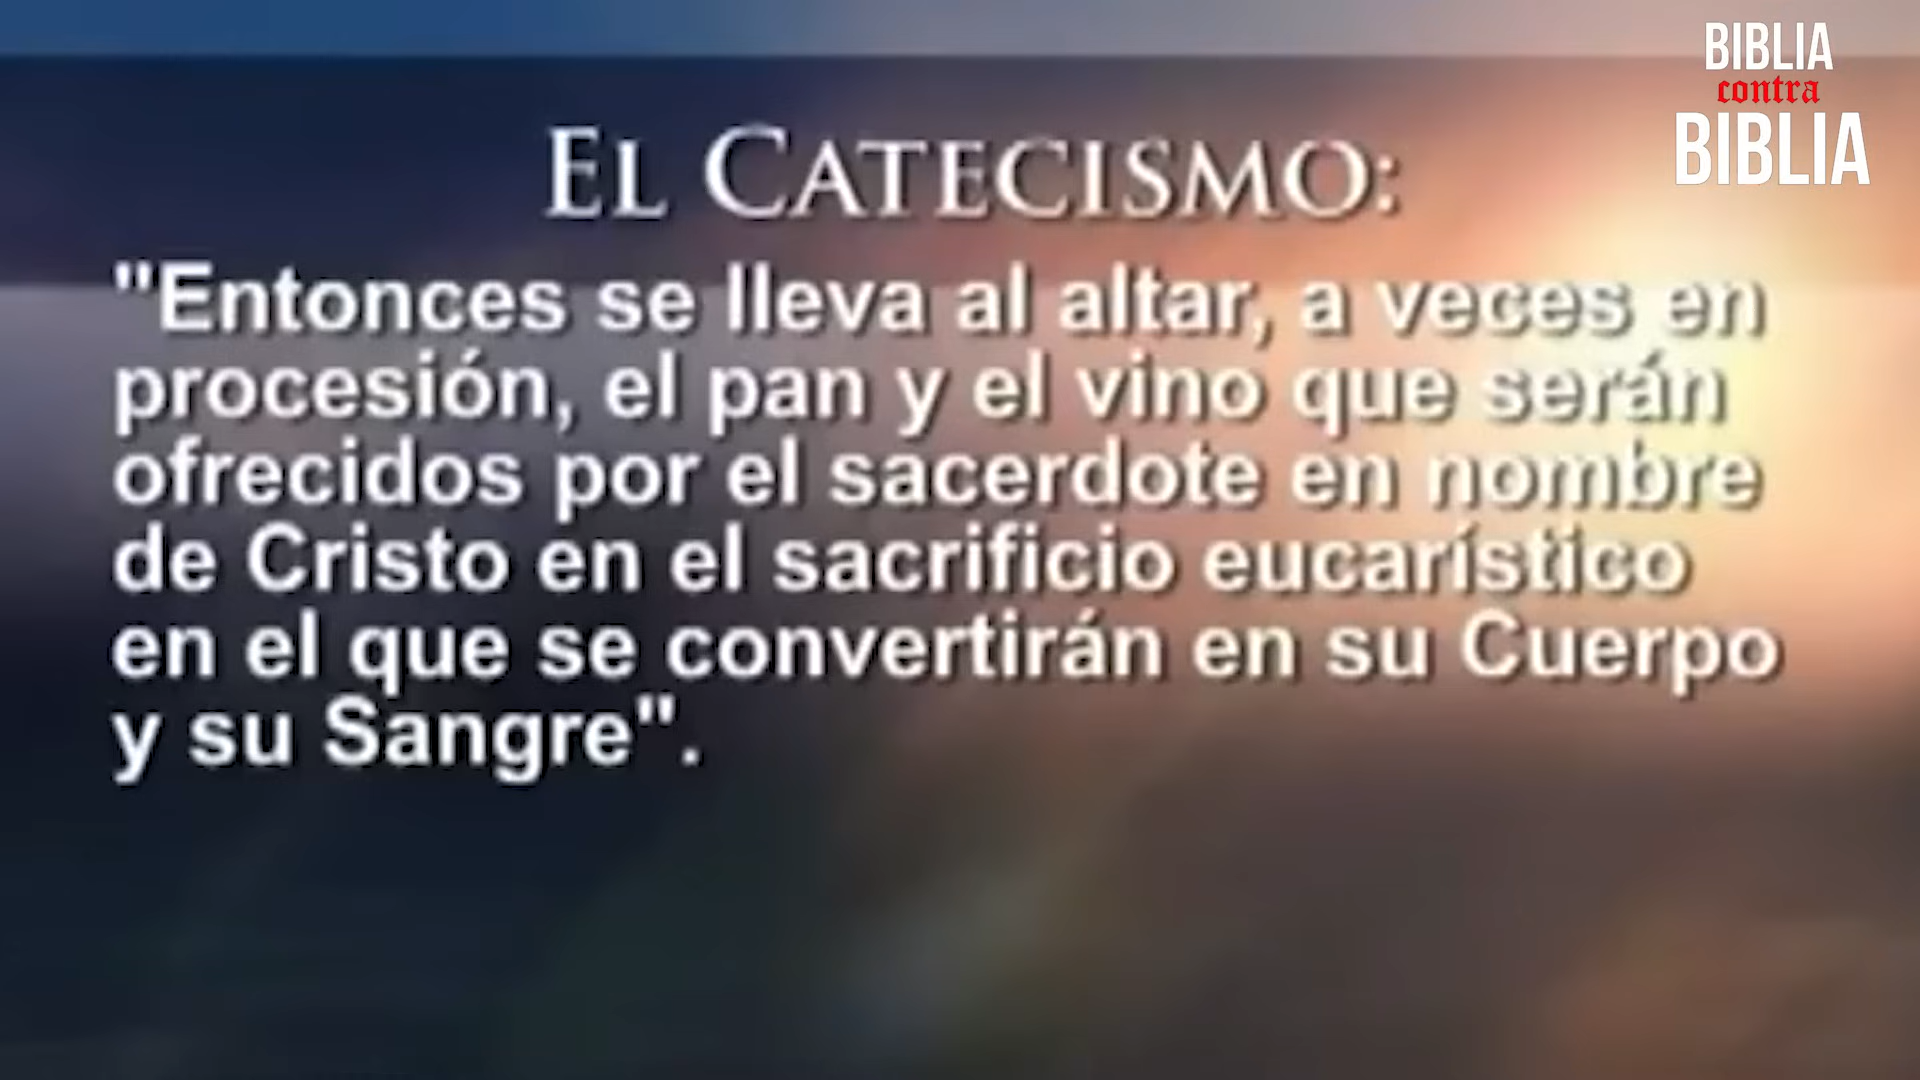 BIBLIA
contra
BIBLIA
EL CATECISMO:
"Entonces se lleva al altar, a veces en
procesión, el pan y el vino que serán
ofrecidos por el sacerdote en nombre
de Cristo en el sacrificio eucarístico
en el que se convertirán en su Cuerpo
y su Sangre".